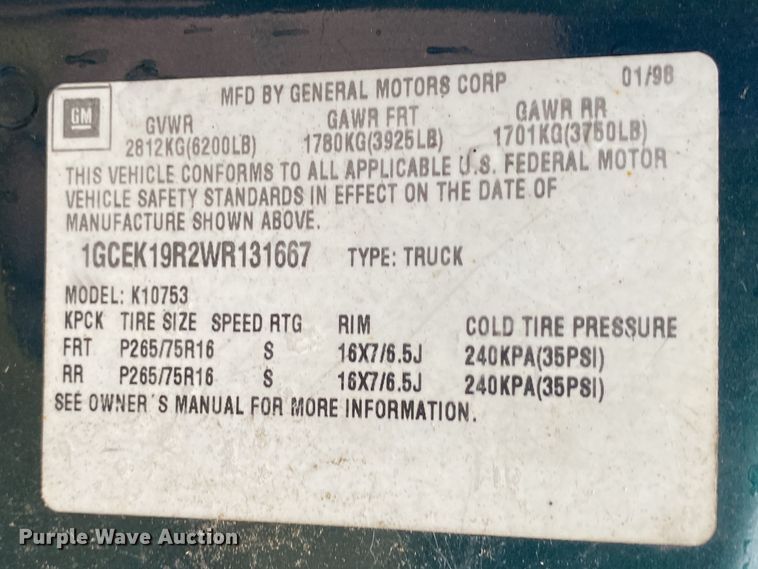 MFD BY GENERAL MOTORS CORP 01/98
GM
GVWR GAWR FRT GAWR RR
2812KG(6200LB) 1780KG(3925LB) 1701KG(3750LB)
THIS VEHICLE CONFORMS TO ALL APPLICABLE U.S. FEDERAL MOTOR
VEHICLE SAFETY STANDARDS IN EFFECT ON THE DATE OF
MANUFACTURE SHOWN ABOVE.
1GCEK19R2WR131667 TYPE: TRUCK
MODEL: K10753
KPCK TIRE SIZE SPEED RTG RIM COLD TIRE PRESSURE
FRT P265/75R16 S 16X7/6.5J 240KPA(35PSI)
RR P265/75R16 S 16X7/6.5J 240KPA(35PSI)
SEE OWNER'S MANUAL FOR MORE INFORMATION.
Purple Wave Auction